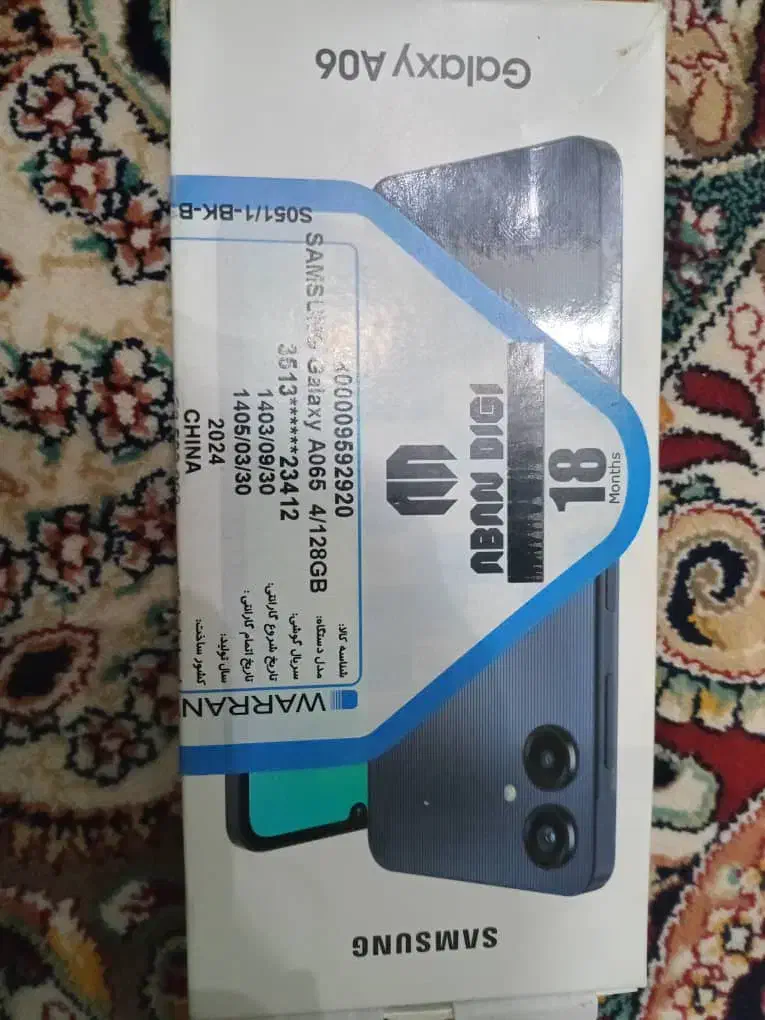 Galaxy A06
S051/1-BK-B
ABAN DIGI
18
Months
WARRAN
شناسه کالا:
00009592920
مدل دستگاه: SAMSUNG Galaxy A065 4/128GB
سریال گوشی: 3513******23412
تاریخ شروع گارانتی: 1403/09/30
تاریخ اتمام گارانتی: 1405/03/30
سال تولید: 2024
کشور ساخت: CHINA
SAMSUNG